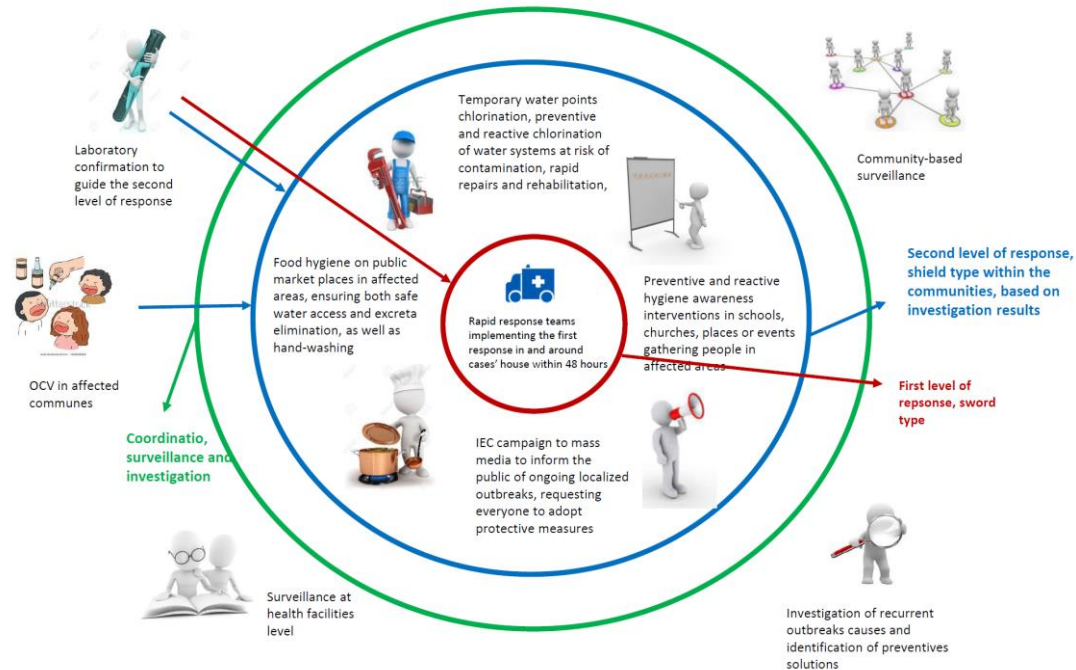 Laboratory
confirmation to
guide the second
level of response
Temporary water points
chlorination, preventive
and reactive chlorination
of water systems at risk of
contamination, rapid
repairs and rehabilitation,
Community-based
surveillance
OCV in affected
communes
Food hygiene on public
market places in affected
areas, ensuring both safe
water access and excreta
elimination, as well as
hand-washing
Rapid response teams
implementing the first
response in and around
cases' house within 48 hours
Preventive and reactive
hygiene awareness
interventions in schools,
churches, places or events
gathering people in
affected areas
Second level of response,
shield type within the
communities, based on
investigation results
First level of
repsonse, sword
type
Coordinatio,
surveillance and
investigation
IEC campaign to mass
media to inform the
public of ongoing localized
outbreaks, requesting
everyone to adopt
protective measures
Surveillance at
health facilities
level
Investigation of recurrent
outbreaks causes and
identification of preventives
solutions